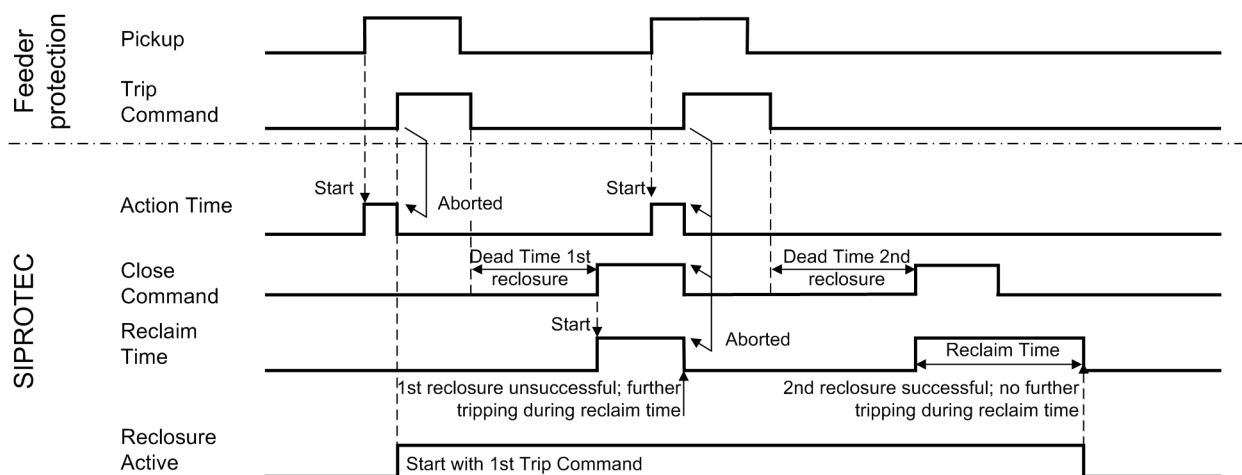 Feeder
protection
Pickup
Trip
Command
SIPROTEC
Start
Start
Action Time
Aborted
Close
Command
Dead Time 1st
reclosure
Dead Time 2nd
reclosure
Start
Reclaim
Time
Aborted
Reclaim Time
1st reclosure unsuccessful; further
tripping during reclaim time
2nd reclosure successful; no further
tripping during reclaim time
Reclosure
Active
Start with 1st Trip Command